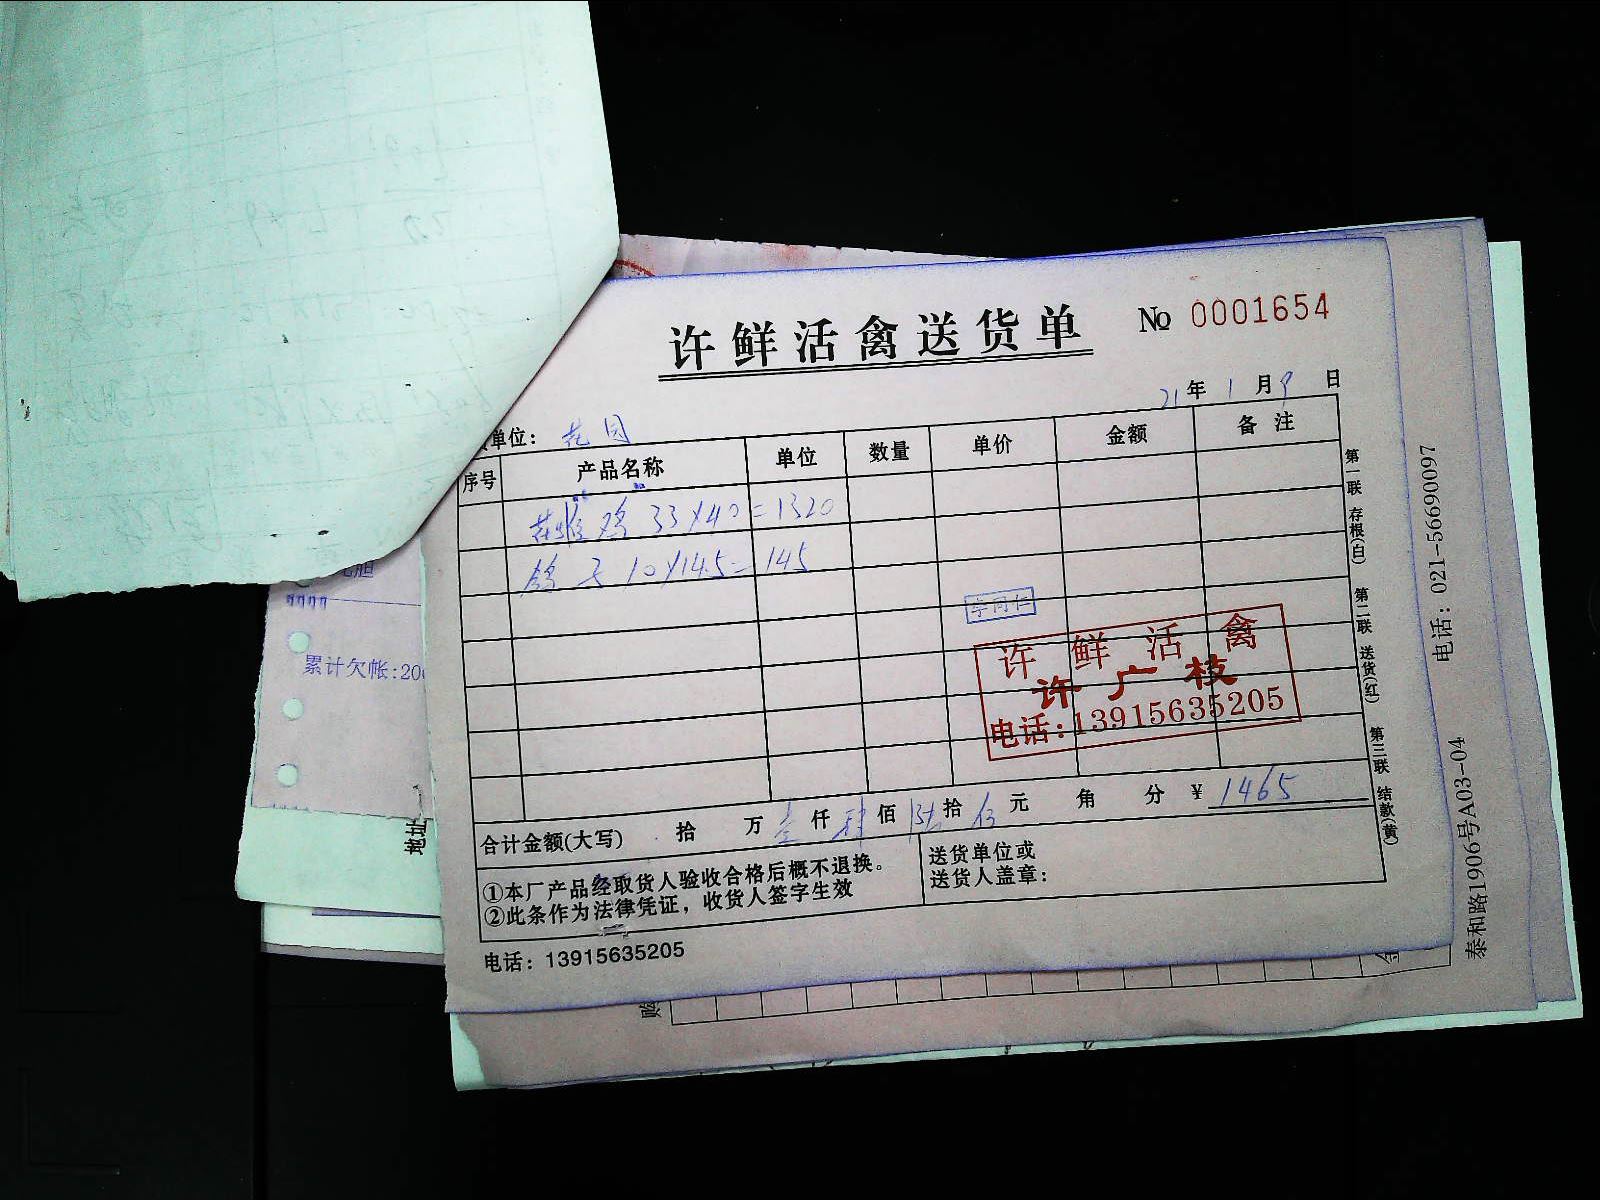 许鲜活禽送货单 № 0001654
21年 1月9日
单位: 花园
序号 产品名称 单位 数量 单价 金额 备注
鸡 33×40=1320
鸽子 10×14.5=145
李同仁
许鲜活禽
许广枝
电话:13915635205
合计金额(大写) 拾 万 壹 仟 肆 佰 陆 拾 伍 元 角 分 ¥ 1465
①本厂产品经取货人验收合格后概不退换。
②此条作为法律凭证，收货人签字生效
送货单位或
送货人盖章:
电话: 13915635205
第一联 存根(白) 第二联 送货(红) 第三联 结款(黄)
累计欠帐:20
电话: 021-56690097
泰和路1906号A03-04